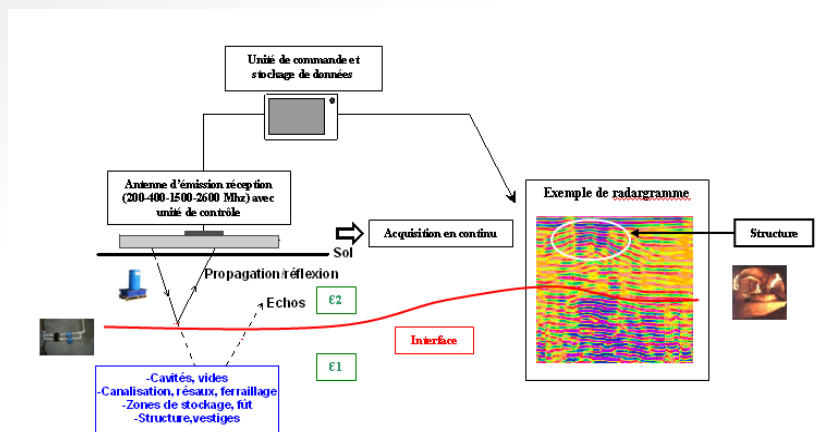 Unité de commande et
stockage de données
Antenne d'émission réception
(200-400-1500-2600 Mhz) avec
unité de contrôle
Exemple de radargramme
Acquisition en continu
Structure
Sol
Propagation/réflexion
Echos
€2
Interface
€1
-Cavités, vides
-Canalisation, résaux, ferraillage
-Zones de stockage, fût
-Structure,vestiges